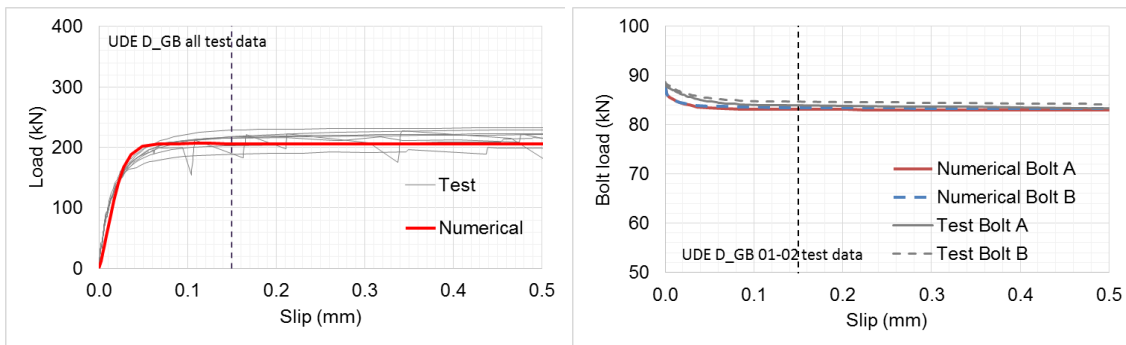 UDE D_GB all test data
Load (kN)
400
300
200
100
0
Test
Numerical
0.0 0.1 0.2 0.3 0.4 0.5
Slip (mm)
Bolt load (kN)
100
90
80
70
60
50
Numerical Bolt A
Numerical Bolt B
Test Bolt A
Test Bolt B
UDE D_GB 01-02 test data
0.0 0.1 0.2 0.3 0.4 0.5
Slip (mm)